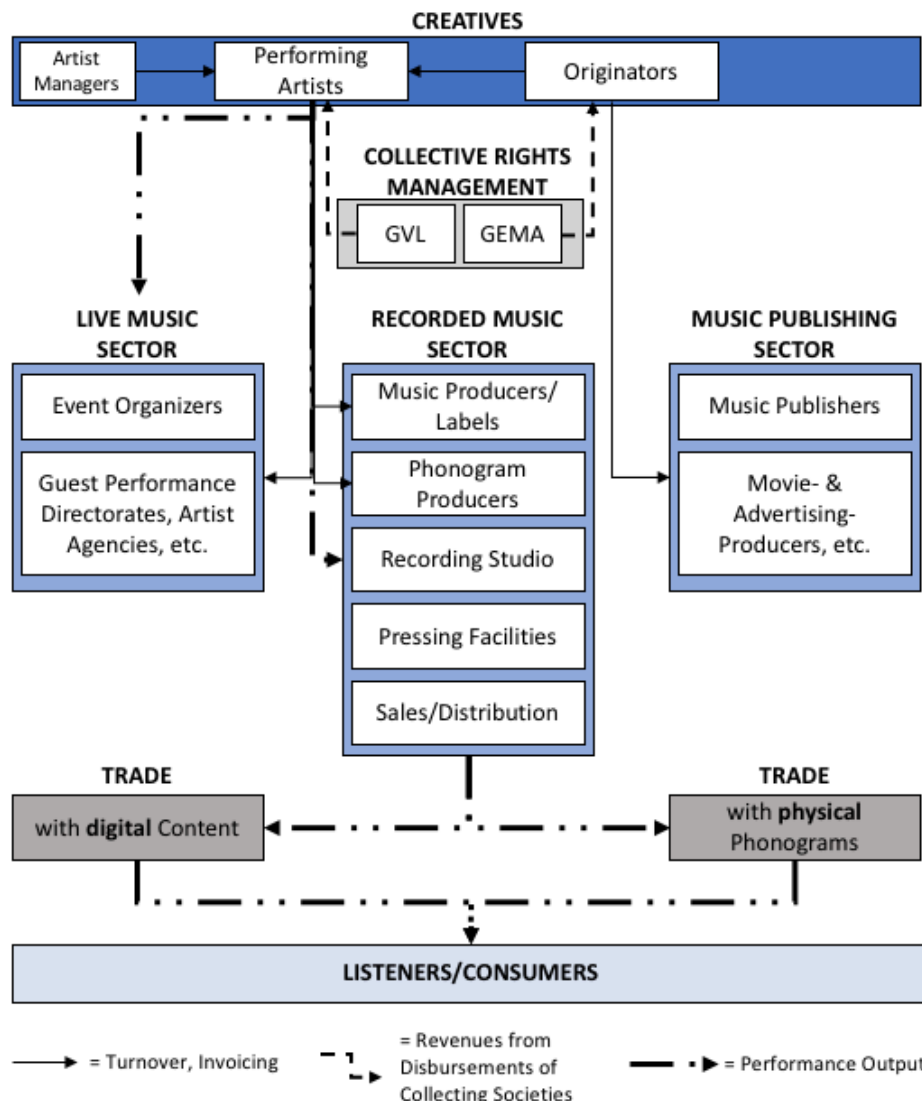 CREATIVES
Artist
Managers
Performing
Artists
Originators
COLLECTIVE RIGHTS
MANAGEMENT
GVL
GEMA
LIVE MUSIC
SECTOR
Event Organizers
Guest Performance
Directorates, Artist
Agencies, etc.
RECORDED MUSIC
SECTOR
Music Producers/
Labels
Phonogram
Producers
Recording Studio
Pressing Facilities
Sales/Distribution
MUSIC PUBLISHING
SECTOR
Music Publishers
Movie- &
Advertising-
Producers, etc.
TRADE
with digital Content
TRADE
with physical
Phonograms
LISTENERS/CONSUMERS
= Turnover, Invoicing
= Revenues from
Disbursements of
Collecting Societies
= Performance Output